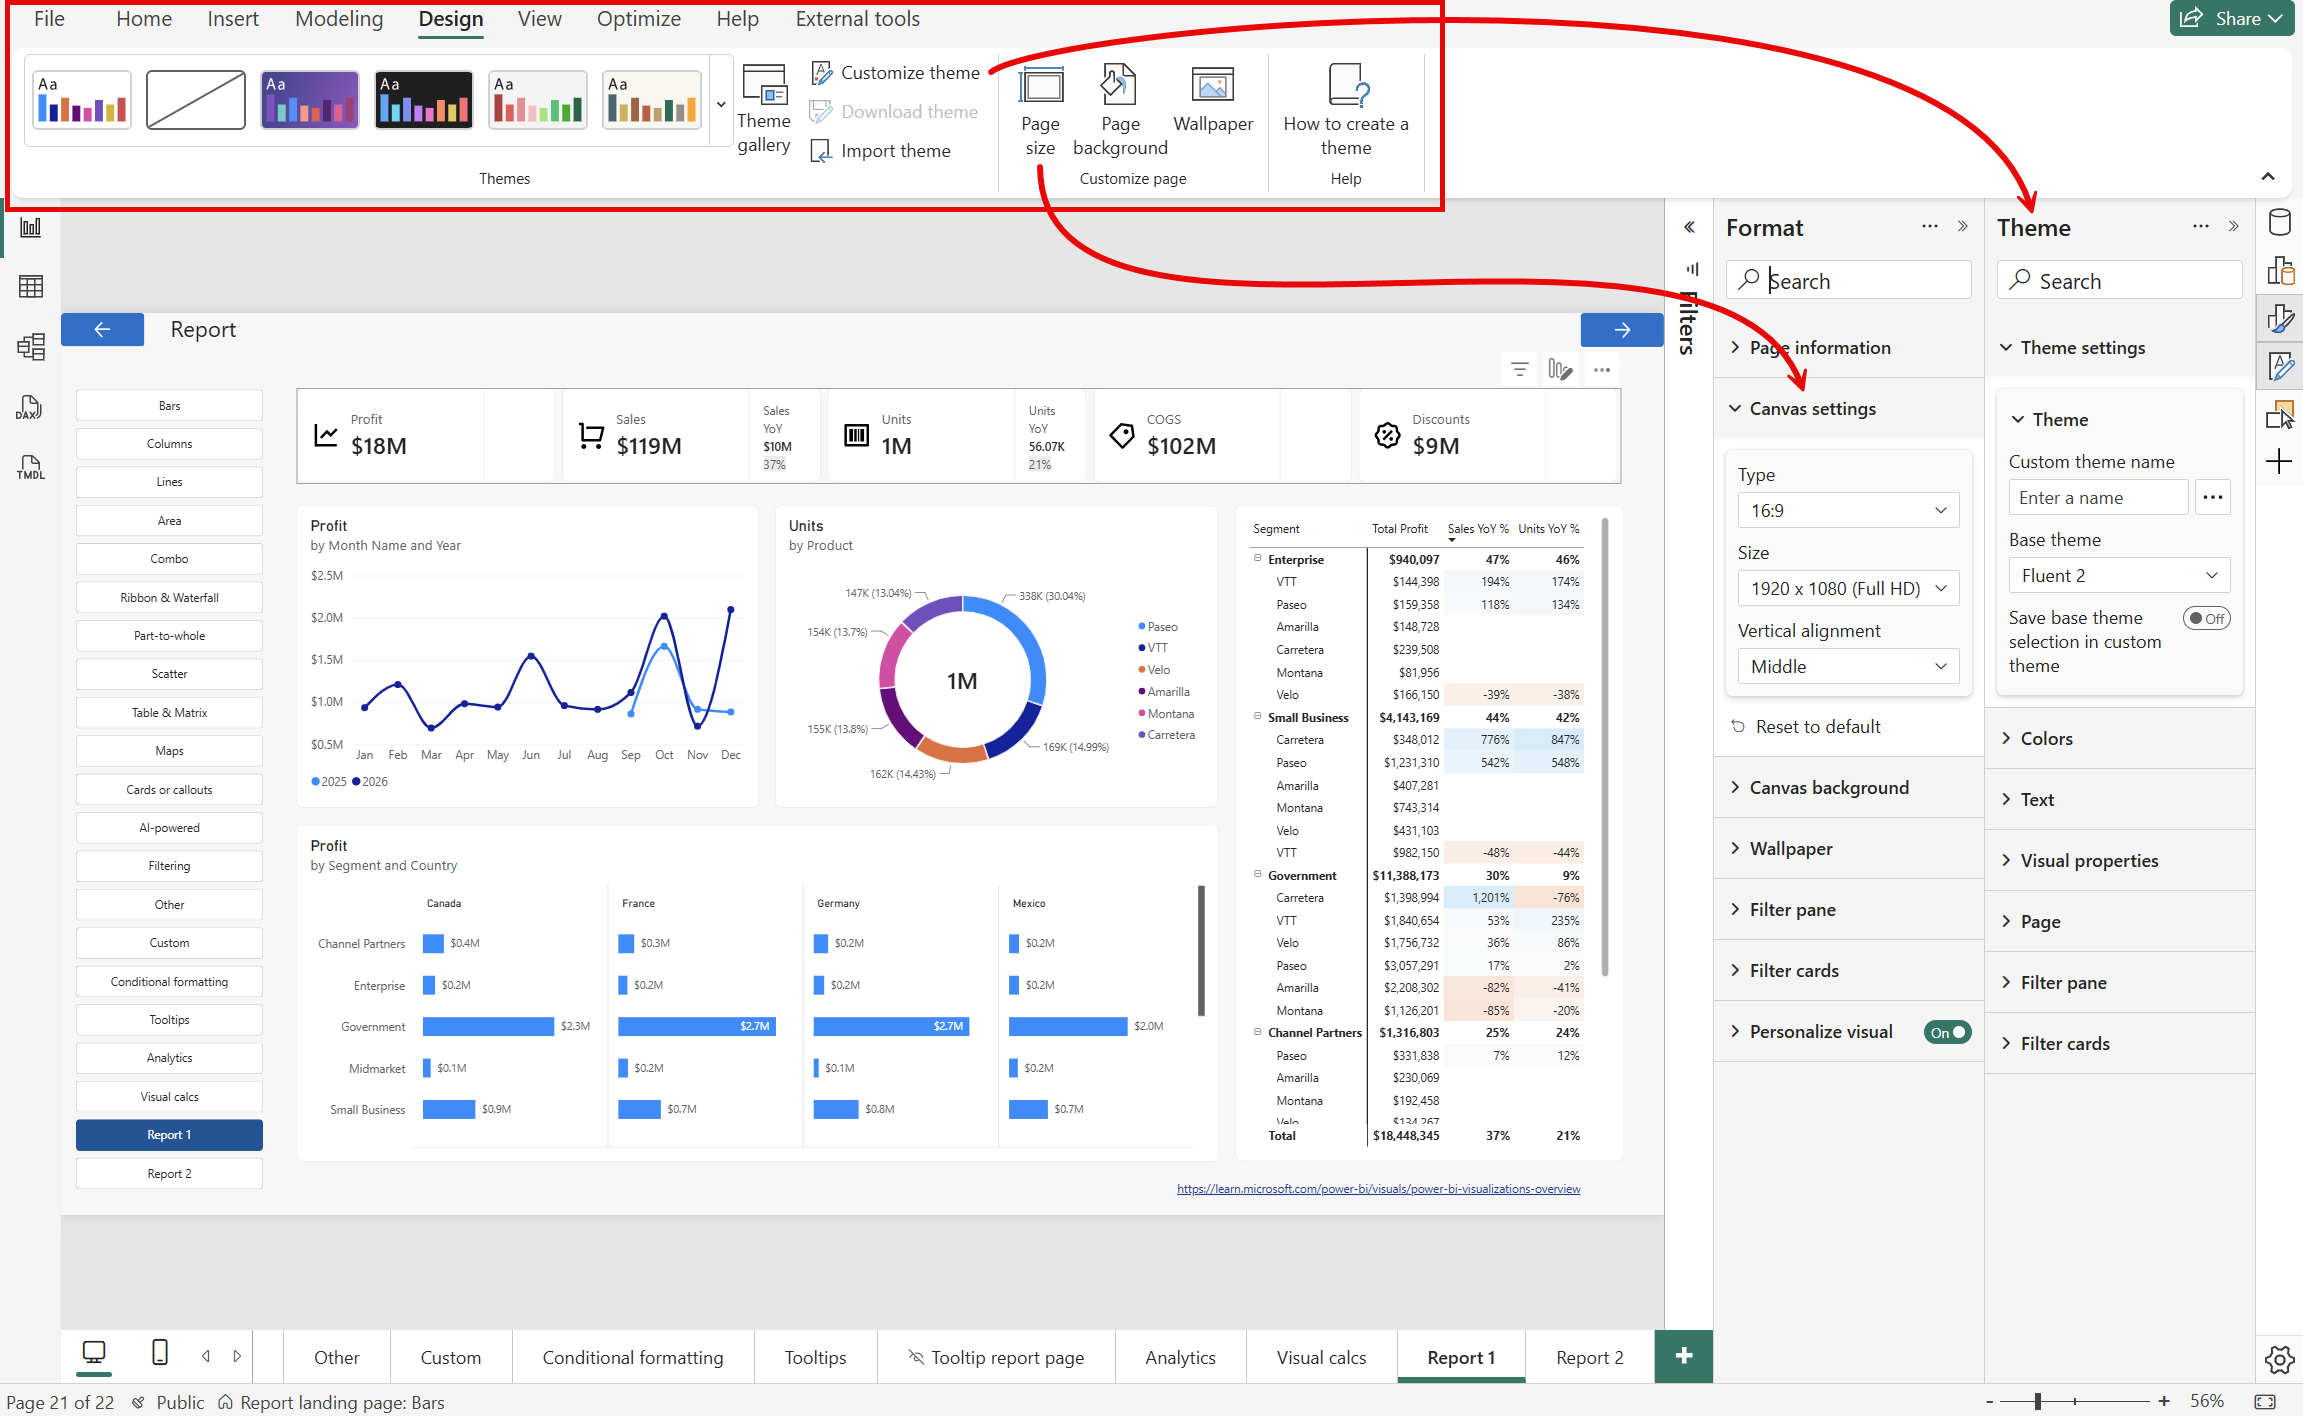 File Home Insert Modeling Design View Optimize Help External tools
Share
Aa Aa Aa Aa Aa
Theme gallery
Customize theme
Download theme
Import theme
Themes
Page size
Page background
Wallpaper
Customize page
How to create a theme
Help
DAX
TMDL
Report
Bars
Columns
Lines
Area
Combo
Ribbon & Waterfall
Part-to-whole
Scatter
Table & Matrix
Maps
Cards or callouts
AI-powered
Filtering
Other
Custom
Conditional formatting
Tooltips
Analytics
Visual calcs
Report 1
Report 2
Profit
$18M
Sales
$119M
Sales YoY
$10M
37%
Units
1M
Units YoY
56.07K
21%
COGS
$102M
Discounts
$9M
Profit
by Month Name and Year
$2.5M
$2.0M
$1.5M
$1.0M
$0.5M
Jan Feb Mar Apr May Jun Jul Aug Sep Oct Nov Dec
2025 2026
Units
by Product
147K (13.04%)
338K (30.04%)
154K (13.7%)
1M
155K (13.8%)
169K (14.99%)
162K (14.43%)
Paseo
VTT
Velo
Amarilla
Montana
Carretera
Profit
by Segment and Country
Canada France Germany Mexico
Channel Partners $0.4M $0.3M $0.2M $0.2M
Enterprise $0.2M $0.2M $0.2M $0.2M
Government $2.3M $2.7M $2.7M $2.0M
Midmarket $0.1M $0.2M $0.1M $0.2M
Small Business $0.9M $0.7M $0.8M $0.7M
Segment Total Profit Sales YoY % Units YoY %
Enterprise $940,097 47% 46%
VTT $144,398 194% 174%
Paseo $159,358 118% 134%
Amarilla $148,728
Carretera $239,508
Montana $81,956
Velo $166,150 -39% -38%
Small Business $4,143,169 44% 42%
Carretera $348,012 776% 847%
Paseo $1,231,310 542% 548%
Amarilla $407,281
Montana $743,314
Velo $431,103
VTT $982,150 -48% -44%
Government $11,388,173 30% 9%
Carretera $1,398,994 1,201% -76%
VTT $1,840,654 53% 235%
Velo $1,756,732 36% 86%
Paseo $3,057,291 17% 2%
Amarilla $2,208,302 -82% -41%
Montana $1,126,201 -85% -20%
Channel Partners $1,316,803 25% 24%
Paseo $331,838 7% 12%
Amarilla $230,069
Montana $192,458
Velo $134,267
Total $18,448,345 37% 21%
https://learn.microsoft.com/power-bi/visuals/power-bi-visualizations-overview
Filters
Format
Search
Page information
Canvas settings
Type
16:9
Size
1920 x 1080 (Full HD)
Vertical alignment
Middle
Reset to default
Canvas background
Wallpaper
Filter pane
Filter cards
Personalize visual On
Theme
Search
Theme settings
Theme
Custom theme name
Enter a name
Base theme
Fluent 2
Save base theme selection in custom theme Off
Colors
Text
Visual properties
Page
Filter pane
Filter cards
Other Custom Conditional formatting Tooltips Tooltip report page Analytics Visual calcs Report 1 Report 2
Page 21 of 22 Public Report landing page: Bars
- + 56%